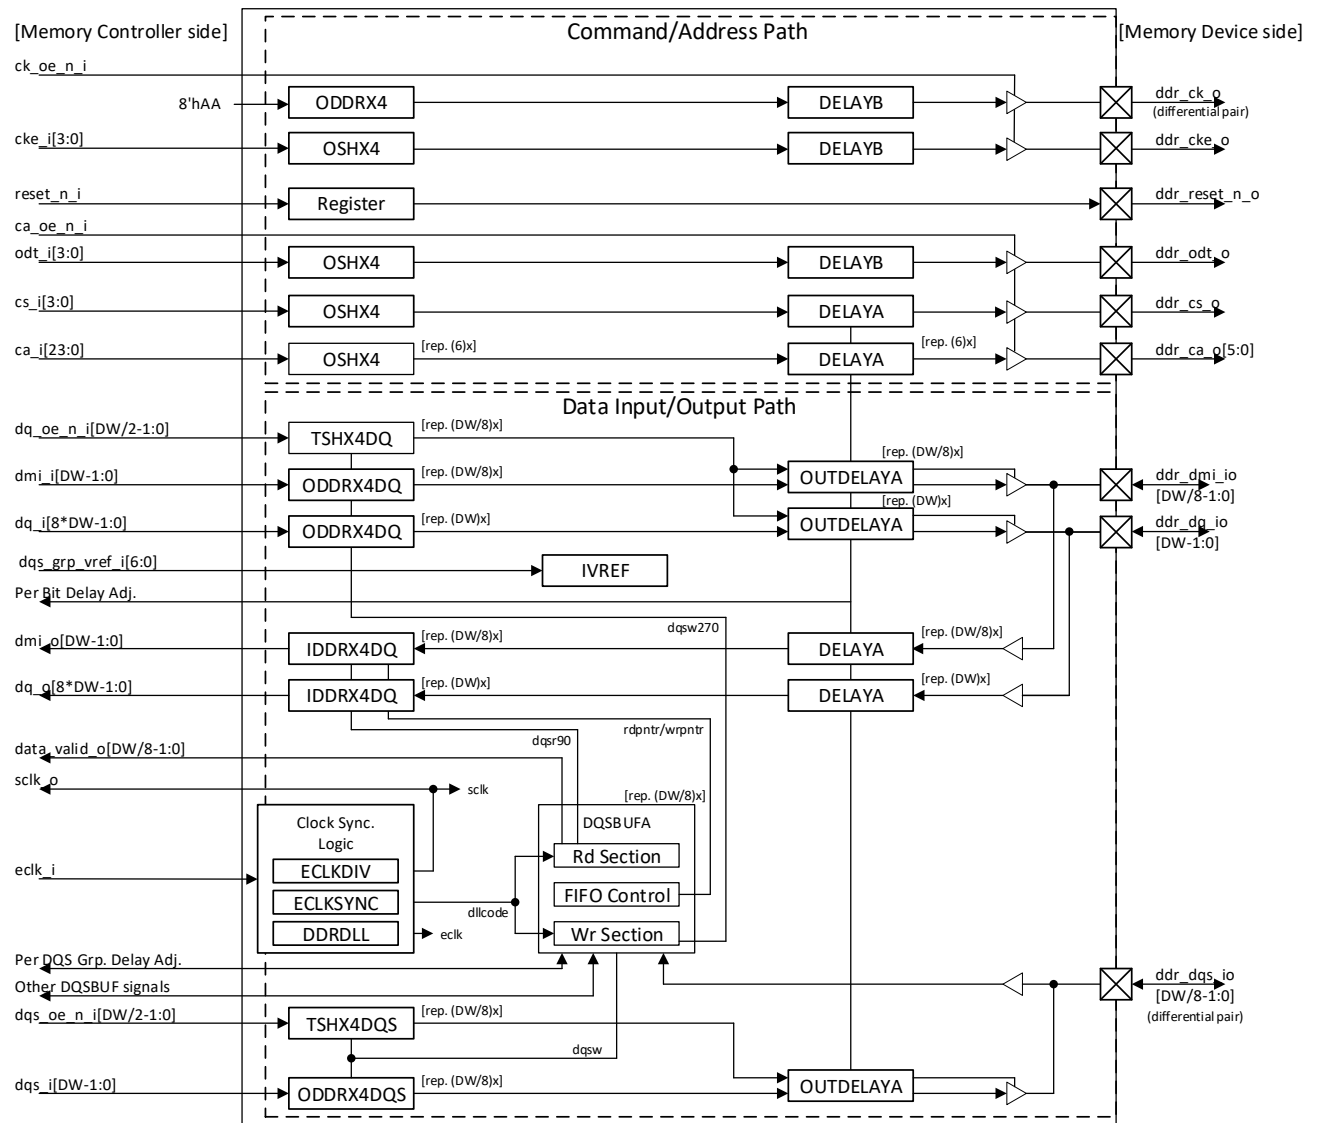 [Memory Controller side]
Command/Address Path
[Memory Device side]
ck_oe_n_i
8'hAA
ODDRX4
DELAYB
ddr_ck_o
(differential pair)
cke_i[3:0]
OSHX4
DELAYB
ddr_cke_o
reset_n_i
Register
ddr_reset_n_o
ca_oe_n_i
odt_i[3:0]
OSHX4
DELAYB
ddr_odt_o
cs_i[3:0]
OSHX4
DELAYA
ddr_cs_o
ca_i[23:0]
OSHX4
[rep. (6)x]
DELAYA
[rep. (6)x]
ddr_ca_o[5:0]
Data Input/Output Path
dq_oe_n_i[DW/2-1:0]
TSHX4DQ
[rep. (DW/8)x]
[rep. (DW/8)x]
dmi_i[DW-1:0]
ODDRX4DQ
[rep. (DW/8)x]
OUTDELAYA
ddr_dmi_io
[DW/8-1:0]
dq_i[8*DW-1:0]
ODDRX4DQ
[rep. (DW)x]
[rep. (DW)x]
OUTDELAYA
ddr_dq_io
[DW-1:0]
dqs_grp_vref_i[6:0]
IVREF
Per Bit Delay Adj.
dqsw270
dmi_o[DW-1:0]
IDDRX4DQ
[rep. (DW/8)x]
DELAYA
[rep. (DW/8)x]
dq_o[8*DW-1:0]
IDDRX4DQ
[rep. (DW)x]
DELAYA
[rep. (DW)x]
rdpntr/wrpntr
dqsr90
data_valid_o[DW/8-1:0]
sclk_o
sclk
[rep. (DW/8)x]
Clock Sync.
Logic
DQSBUFA
eclk_i
ECLKDIV
Rd Section
ECLKSYNC
FIFO Control
dllcode
DDRDLL
eclk
Wr Section
Per DQS Grp. Delay Adj.
Other DQSBUF signals
ddr_dqs_io
[DW/8-1:0]
(differential pair)
dqs_oe_n_i[DW/2-1:0]
TSHX4DQS
[rep. (DW/8)x]
dqsw
dqs_i[DW-1:0]
ODDRX4DQS
[rep. (DW/8)x]
OUTDELAYA